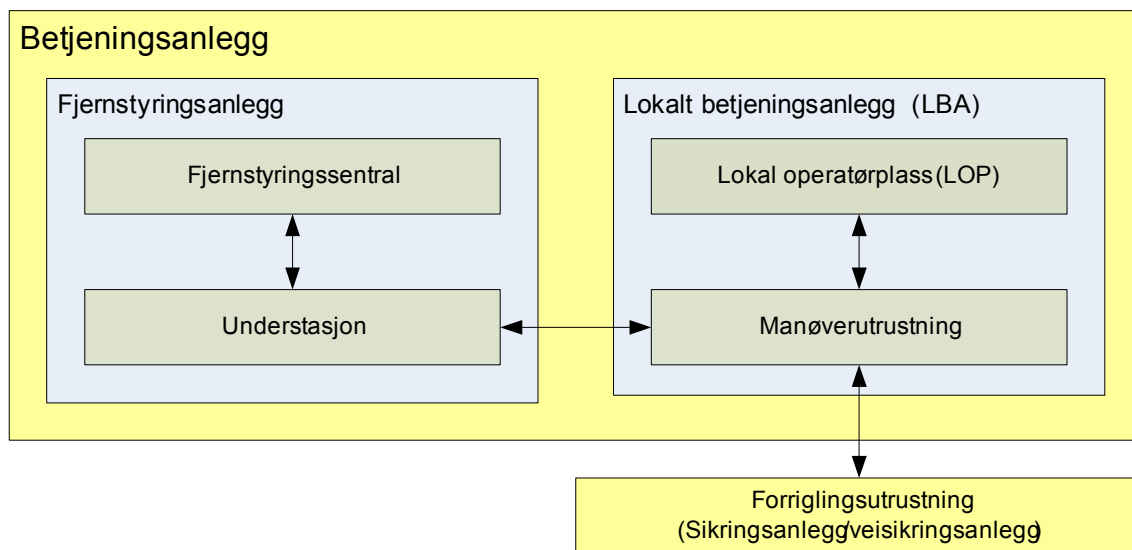 Betjeningsanlegg
Fjernstyringsanlegg
Fjernstyringssentral
Understasjon
Lokalt betjeningsanlegg (LBA)
Lokal operatørplass (LOP)
Manøverutrustning
Forriglingsutrustning
(Sikringsanlegg/veisikringsanlegg)